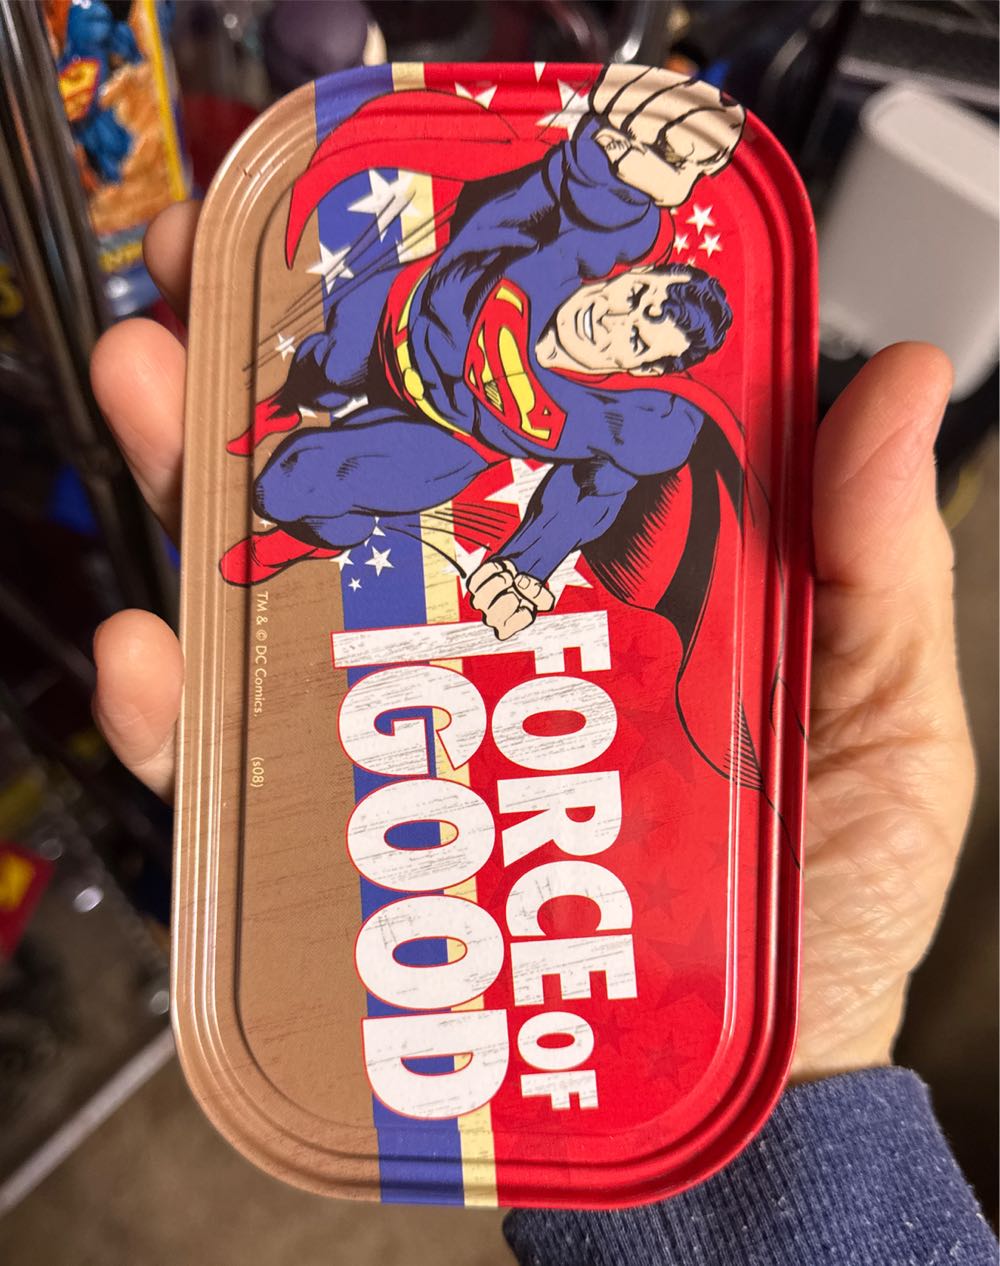 FORCE OF
GOOD
TM & © DC Comics. (s08)